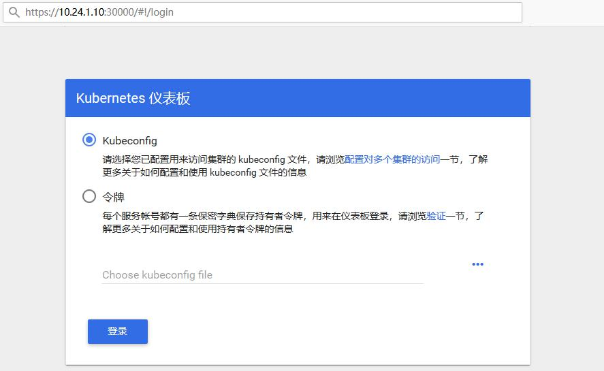 https://10.24.1.10:30000/#!/login
Kubernetes 仪表板
Kubeconfig
请选择您已配置用来访问集群的 kubeconfig 文件，请浏览配置对多个集群的访问一节，了解
更多关于如何配置和使用 kubeconfig 文件的信息
令牌
每个服务帐号都有一条保密字典保存持有者令牌，用来在仪表板登录，请浏览验证一节，了
解更多关于如何配置和使用持有者令牌的信息
Choose kubeconfig file
登录